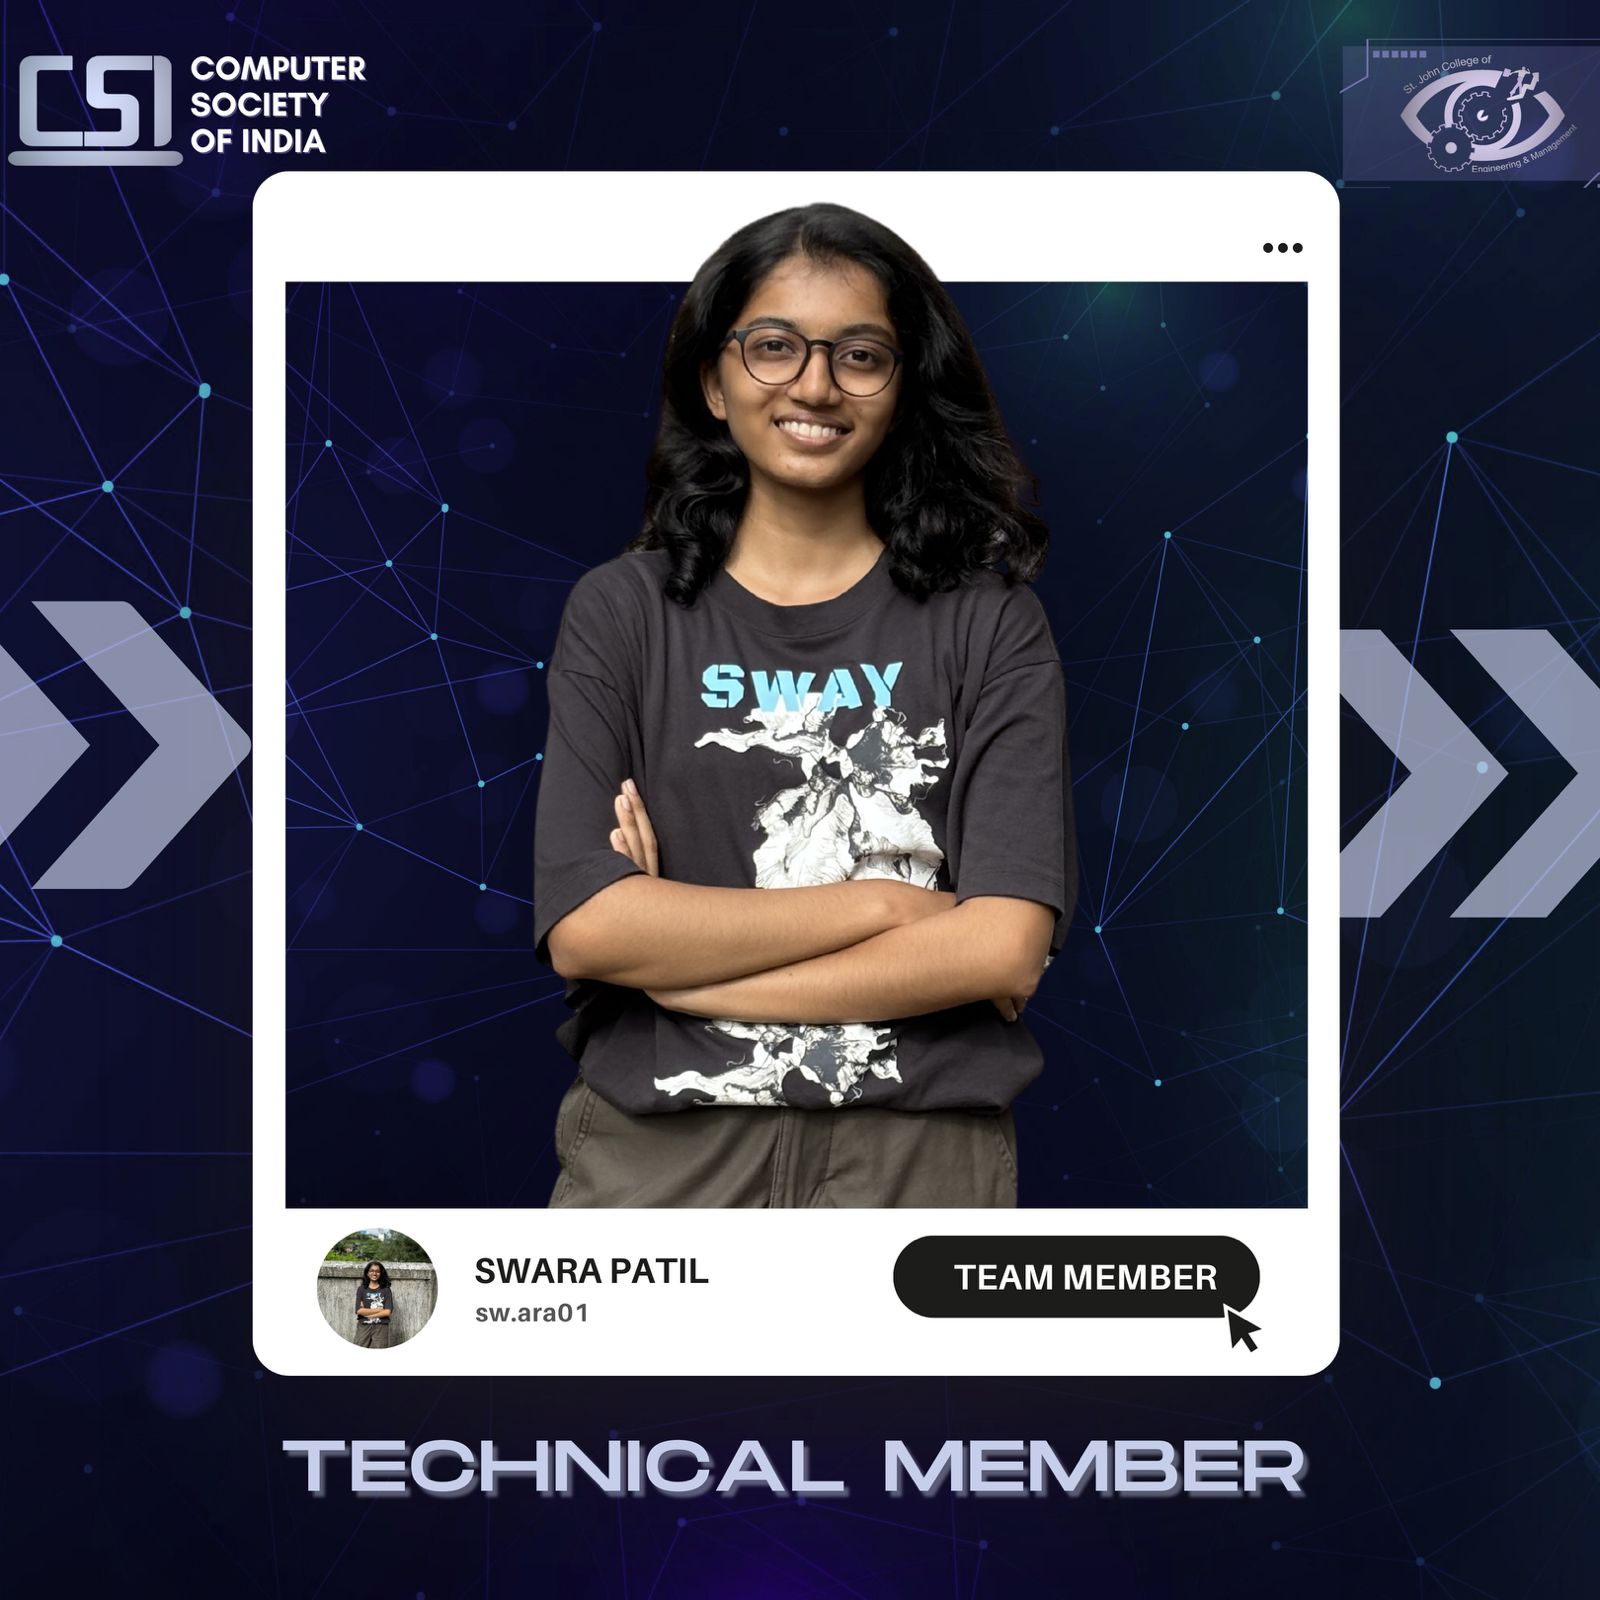 CSI
COMPUTER
SOCIETY
OF INDIA
St. John College of
Engineering & Management
SWAY
SWARA PATIL
sw.ara01
TEAM MEMBER
TECHNICAL MEMBER